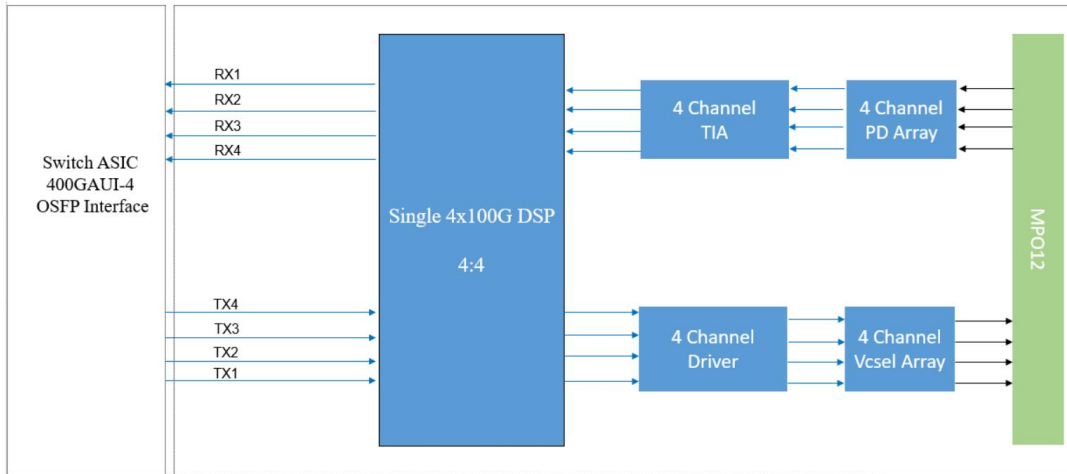 Switch ASIC
400GAUI-4
OSFP Interface
RX1
RX2
RX3
RX4
TX4
TX3
TX2
TX1
Single 4x100G DSP
4:4
4 Channel
TIA
4 Channel
PD Array
4 Channel
Driver
4 Channel
Vcsel Array
MPO12